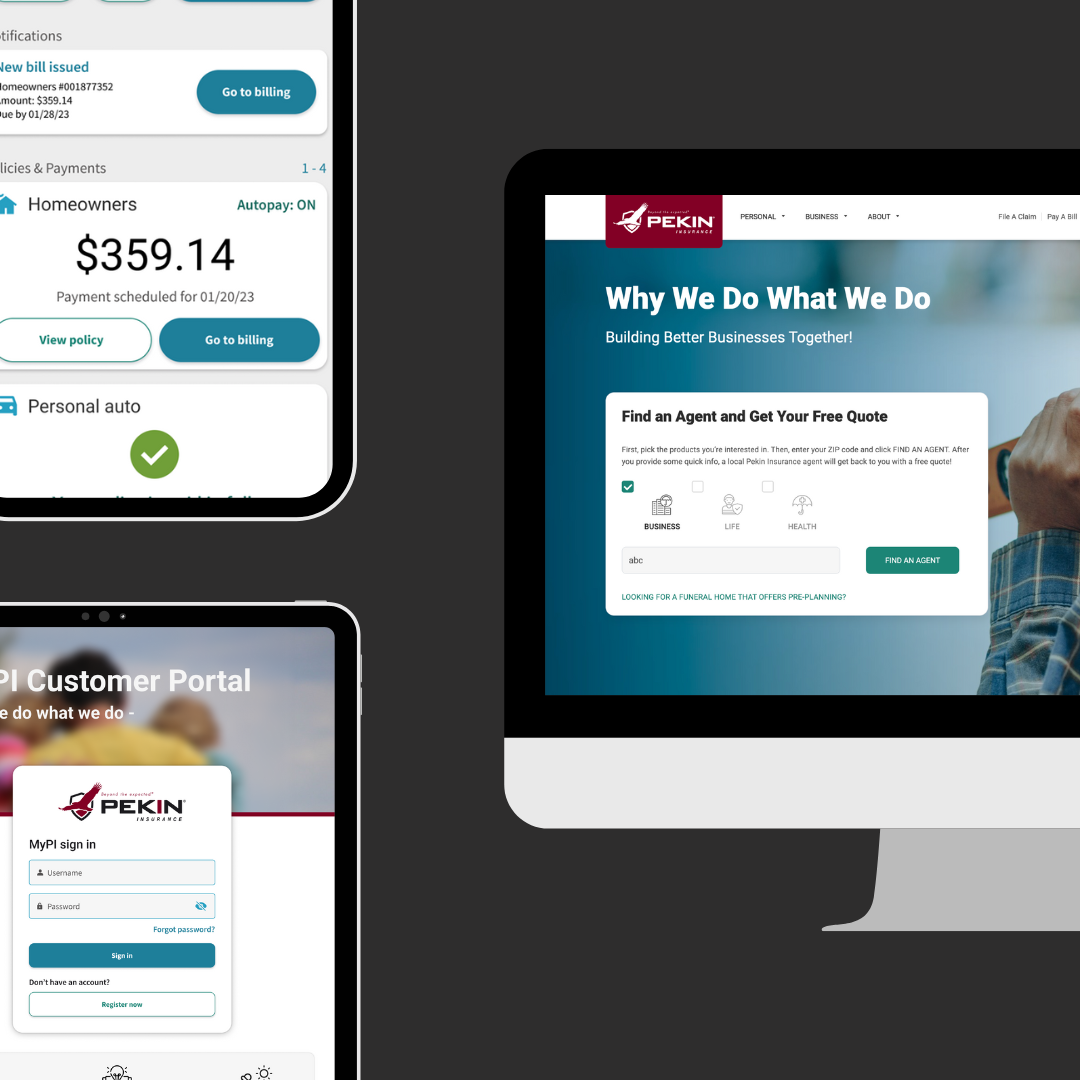 tifications
New bill issued
omeowners #001877352
mount: $359.14
ue by 01/28/23
Go to billing
licies & Payments
1 - 4
Homeowners
Autopay: ON
$359.14
Payment scheduled for 01/20/23
View policy
Go to billing
Personal auto
PI Customer Portal
e do what we do -
Beyond the expected®
PEKIN®
INSURANCE
MyPI sign in
Username
Password
Forgot password?
Sign in
Don't have an account?
Register now
Beyond the expected®
PEKIN®
INSURANCE
PERSONAL
BUSINESS
ABOUT
File A Claim
Pay A Bill
Why We Do What We Do
Building Better Businesses Together!
Find an Agent and Get Your Free Quote
First, pick the products you're interested in. Then, enter your ZIP code and click FIND AN AGENT. After
you provide some quick info, a local Pekin Insurance agent will get back to you with a free quote!
BUSINESS
LIFE
HEALTH
abc
FIND AN AGENT
LOOKING FOR A FUNERAL HOME THAT OFFERS PRE-PLANNING?